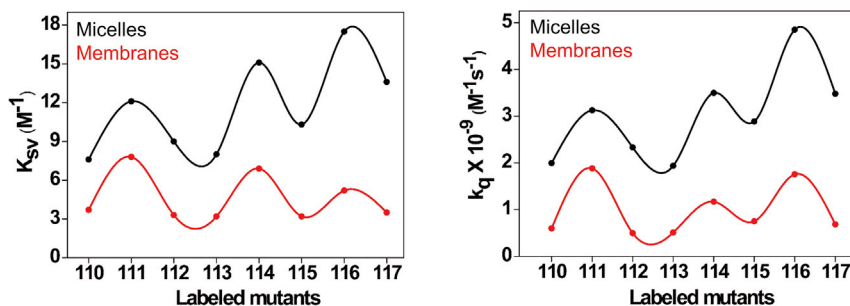 Micelles
Membranes
K_SV (M^-1)
18
15
12
9
6
3
0
110 111 112 113 114 115 116 117
Labeled mutants
Micelles
Membranes
k_q X 10^-9 (M^-1s^-1)
5
4
3
2
1
0
110 111 112 113 114 115 116 117
Labeled mutants